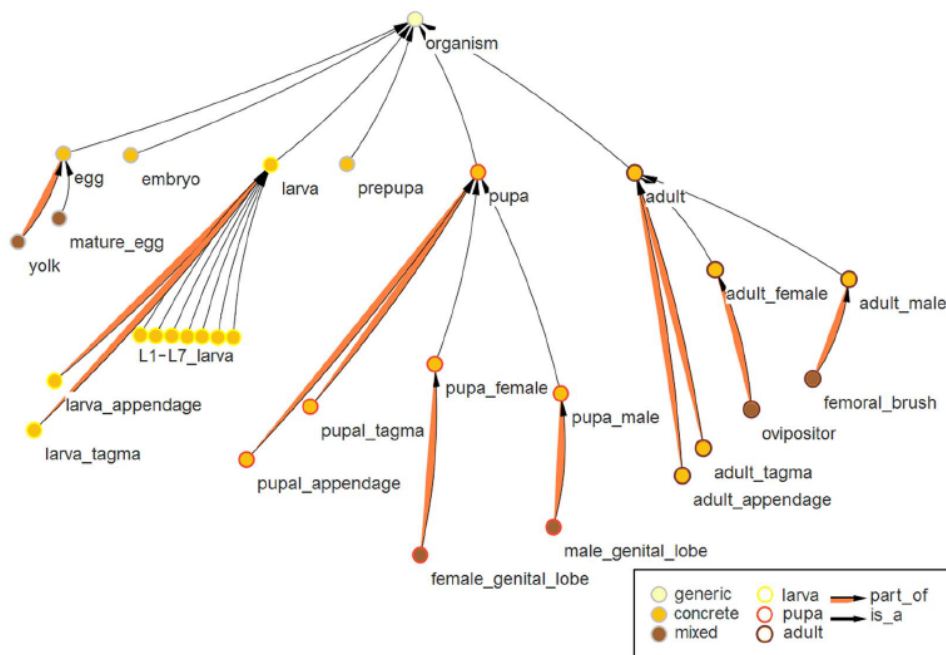 organism
egg
embryo
larva
prepupa
pupa
adult
mature_egg
yolk
adult_female
adult_male
L1-L7_larva
larva_appendage
pupa_female
femoral_brush
pupal_tagma
pupa_male
ovipositor
larva_tagma
adult_tagma
pupal_appendage
adult_appendage
male_genital_lobe
female_genital_lobe
generic larva part_of
concrete pupa is_a
mixed adult